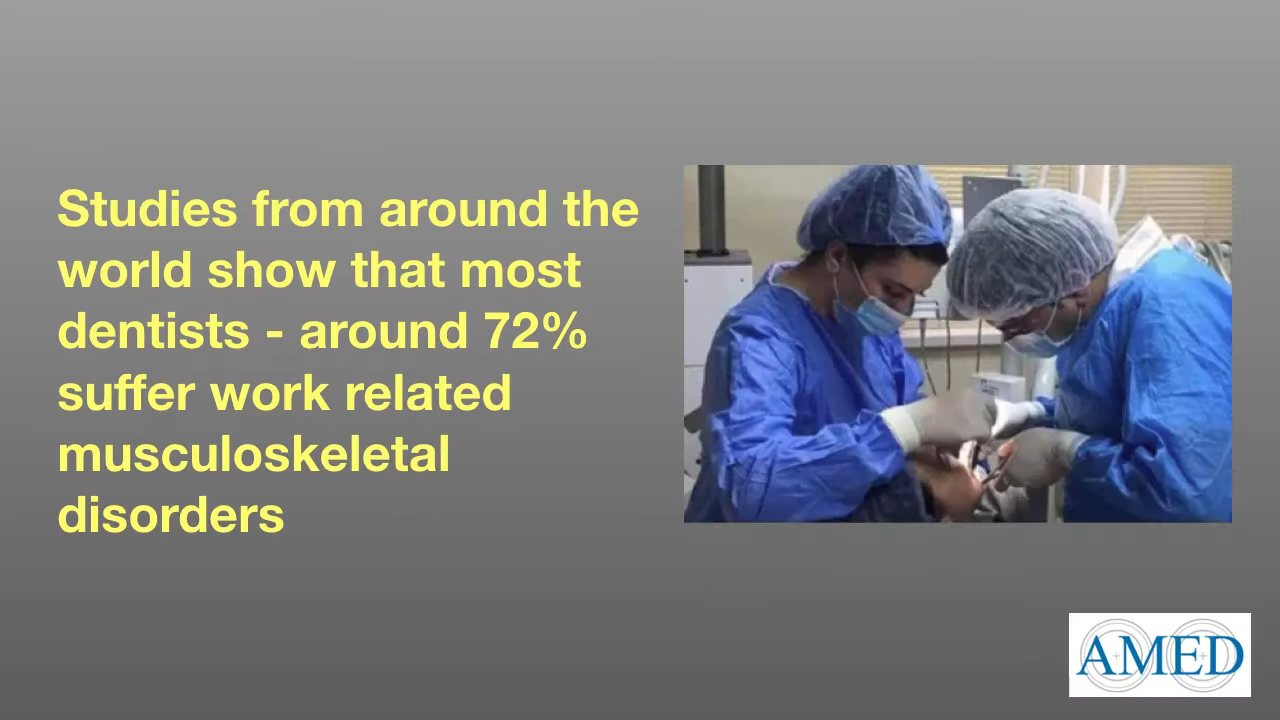 Studies from around the
world show that most
dentists - around 72%
suffer work related
musculoskeletal
disorders
AMED